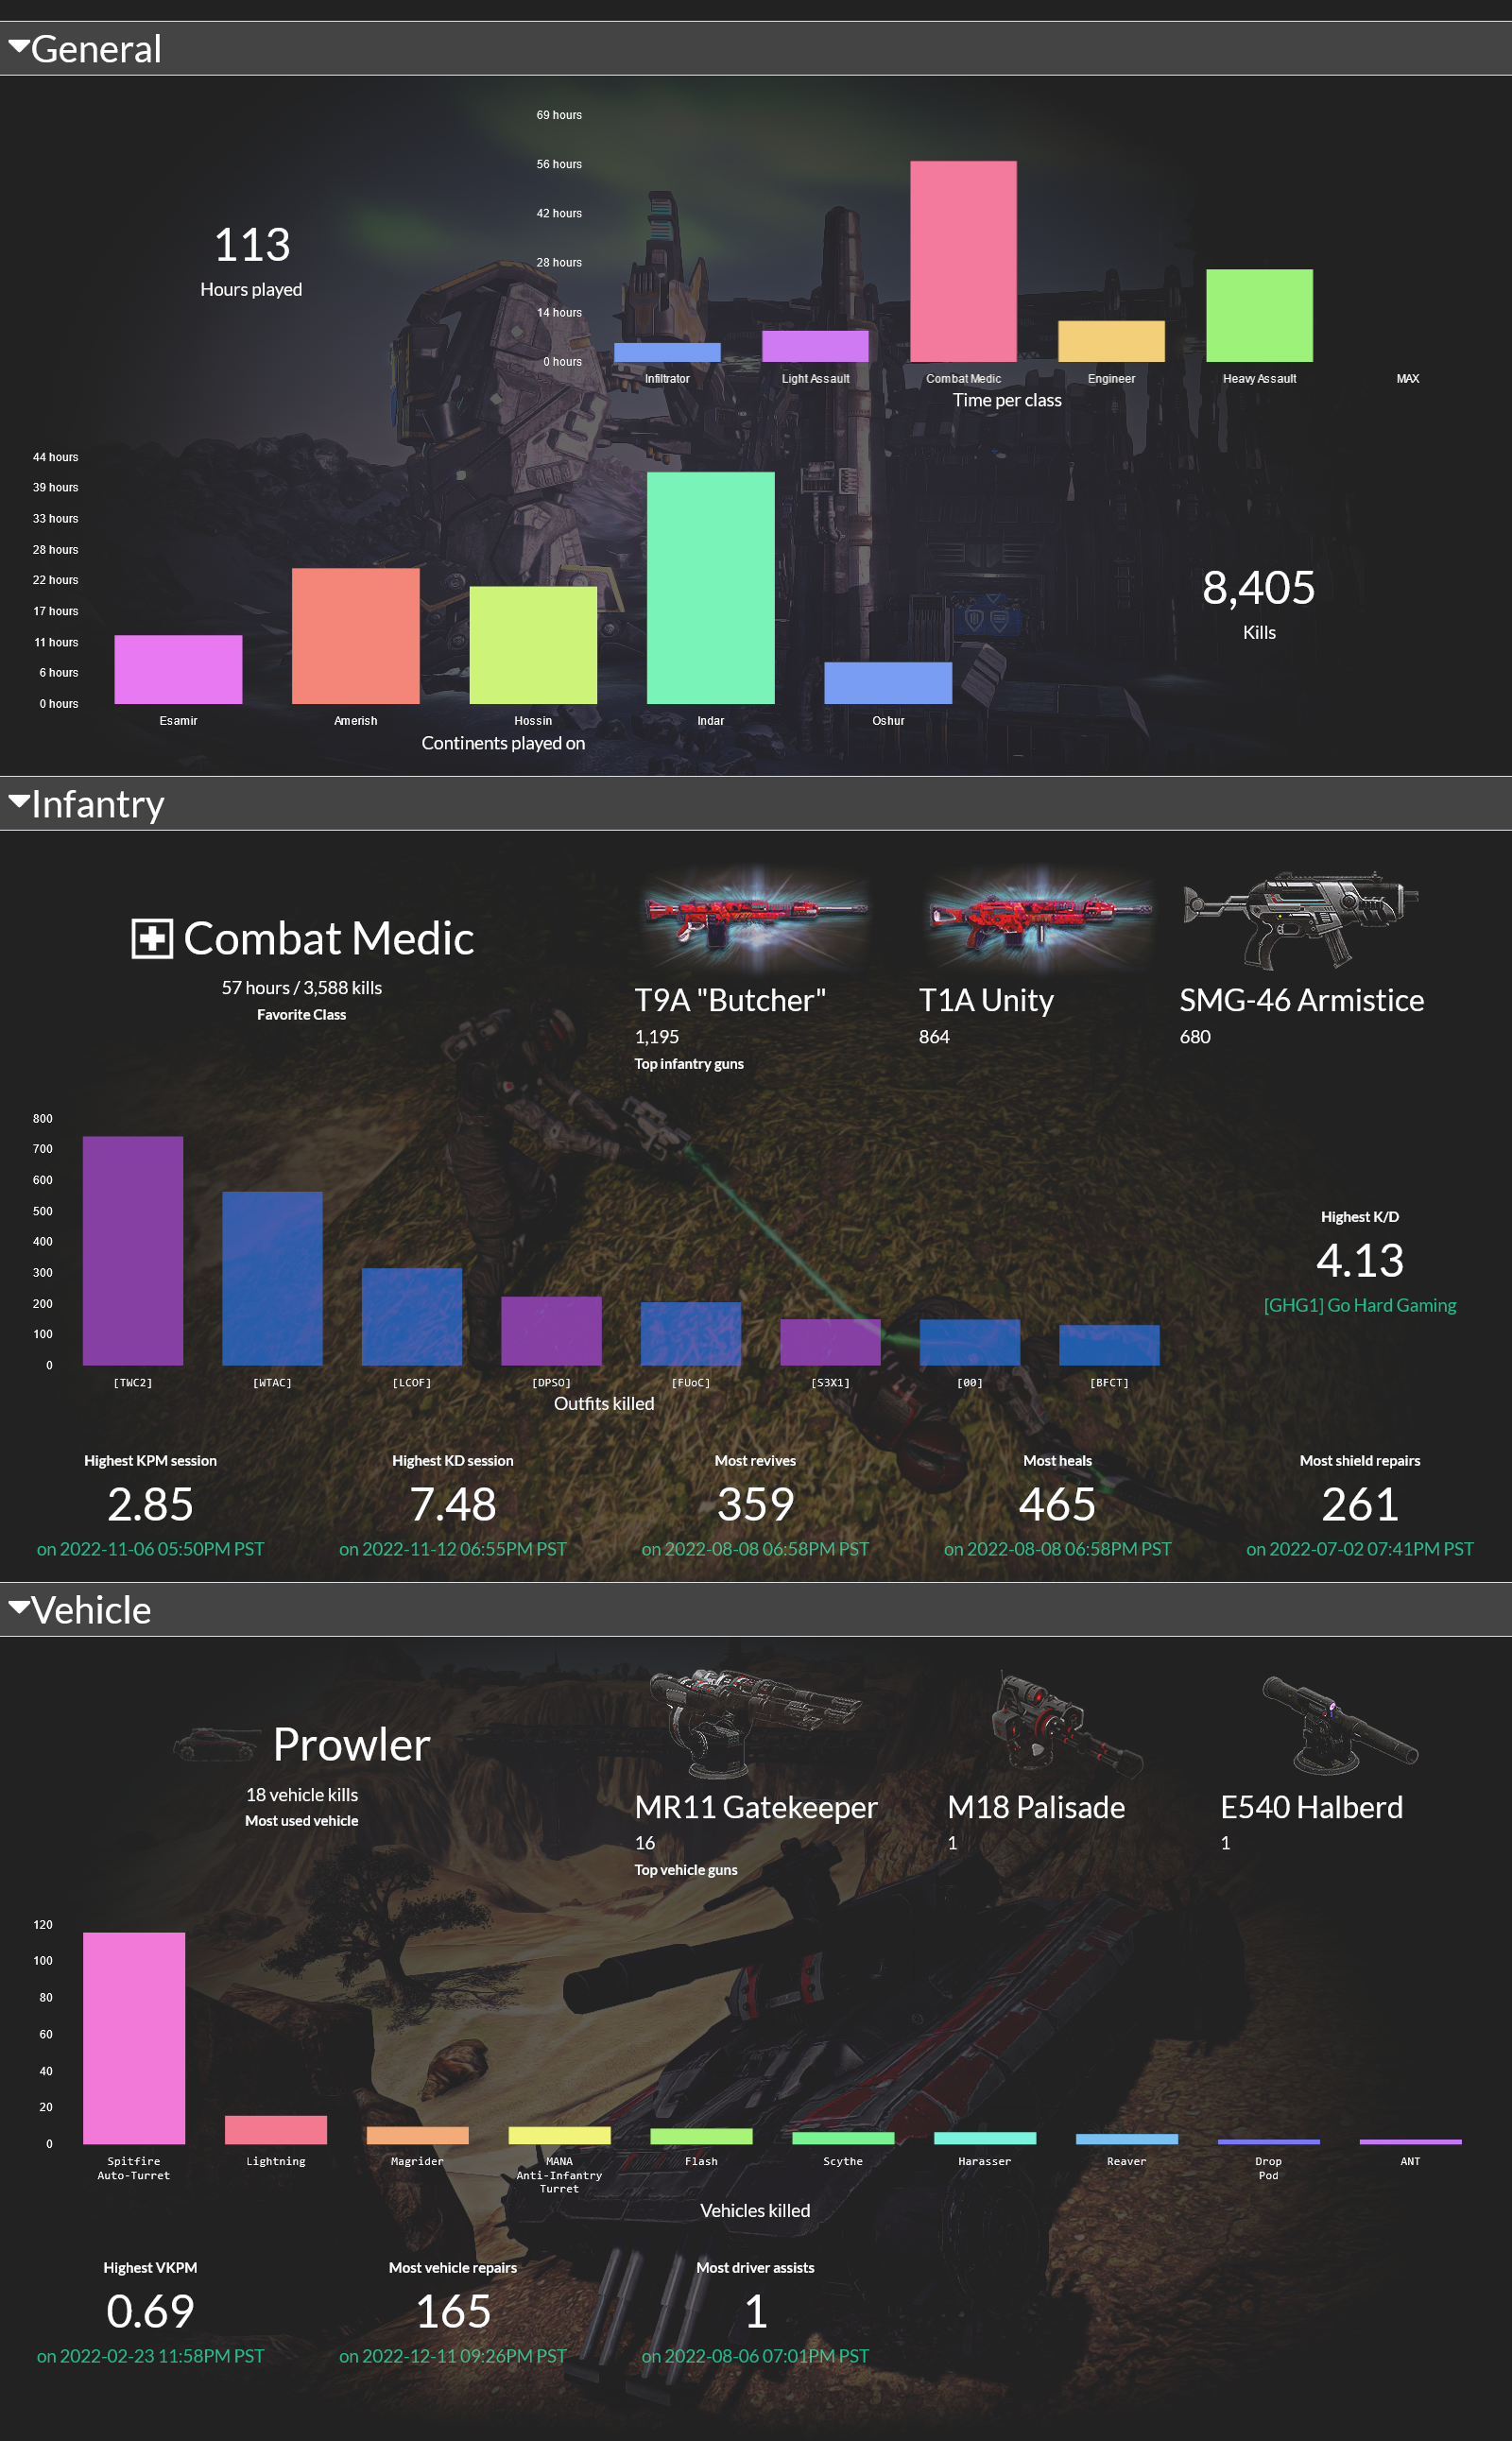 General
69 hours
56 hours
42 hours
28 hours
14 hours
0 hours
Infiltrator Light Assault Combat Medic Engineer Heavy Assault MAX
Time per class
113
Hours played
44 hours
39 hours
33 hours
28 hours
22 hours
17 hours
11 hours
6 hours
0 hours
Esamir Amerish Hossin Indar Oshur
Continents played on
8,405
Kills
Infantry
Combat Medic
57 hours / 3,588 kills
Favorite Class
T9A "Butcher" T1A Unity SMG-46 Armistice
1,195 864 680
Top infantry guns
800
700
600
500
400
300
200
100
0
[TWC2] [WTAC] [LCOF] [DPSO] [FUoC] [S3X1] [00] [BFCT]
Outfits killed
Highest K/D
4.13
[GHG1] Go Hard Gaming
Highest KPM session Highest KD session Most revives Most heals Most shield repairs
2.85 7.48 359 465 261
on 2022-11-06 05:50PM PST on 2022-11-12 06:55PM PST on 2022-08-08 06:58PM PST on 2022-08-08 06:58PM PST on 2022-07-02 07:41PM PST
Vehicle
Prowler
18 vehicle kills
Most used vehicle
MR11 Gatekeeper M18 Palisade E540 Halberd
16 1 1
Top vehicle guns
120
100
80
60
40
20
0
Spitfire Lightning Magrider MANA Flash Scythe Harasser Reaver Drop ANT
Auto-Turret Anti-Infantry Pod
Turret
Vehicles killed
Highest VKPM Most vehicle repairs Most driver assists
0.69 165 1
on 2022-02-23 11:58PM PST on 2022-12-11 09:26PM PST on 2022-08-06 07:01PM PST